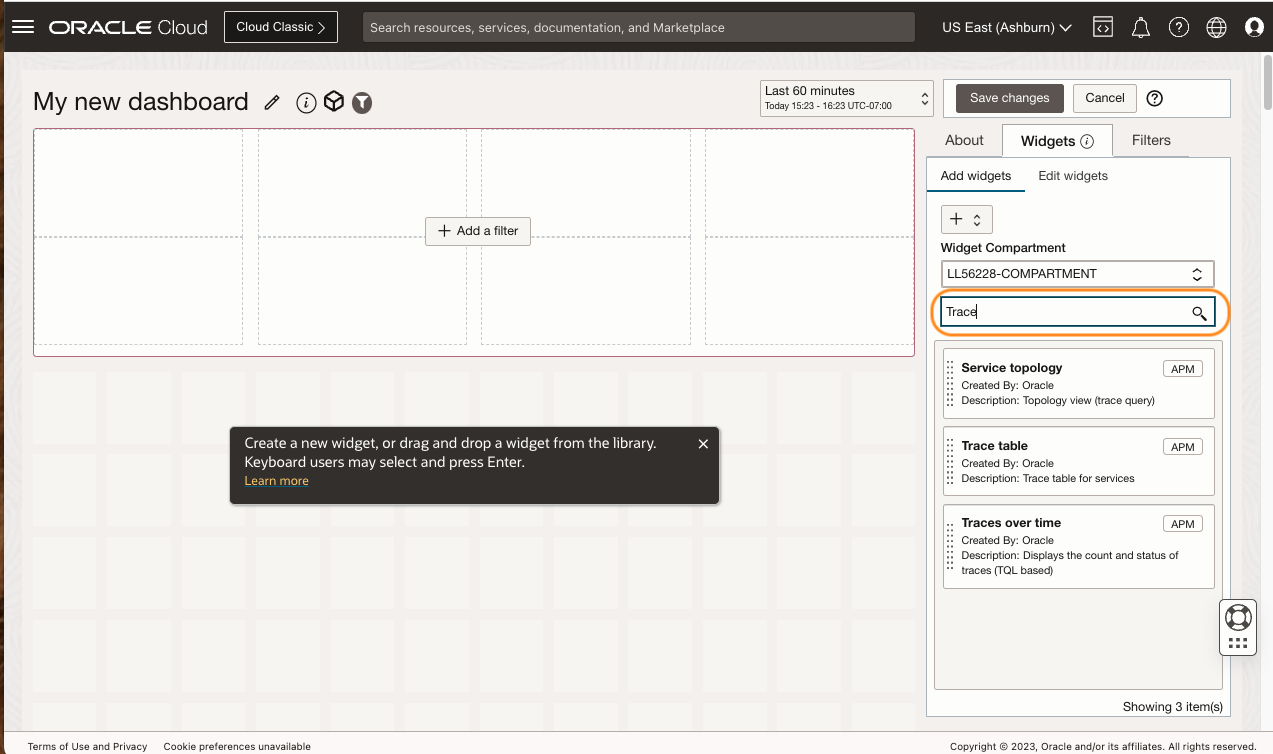 ORACLE Cloud
Cloud Classic
Search resources, services, documentation, and Marketplace
US East (Ashburn)
My new dashboard
Last 60 minutes
Today 15:23 - 16:23 UTC-07:00
Save changes
Cancel
About
Widgets
Filters
Add widgets
Edit widgets
Add a filter
Widget Compartment
LL56228-COMPARTMENT
Trace
Service topology
APM
Created By: Oracle
Description: Topology view (trace query)
Trace table
APM
Created By: Oracle
Description: Trace table for services
Traces over time
APM
Created By: Oracle
Description: Displays the count and status of
traces (TQL based)
Create a new widget, or drag and drop a widget from the library.
Keyboard users may select and press Enter.
Learn more
Showing 3 item(s)
Terms of Use and Privacy
Cookie preferences unavailable
Copyright © 2023, Oracle and/or its affiliates. All rights reserved.